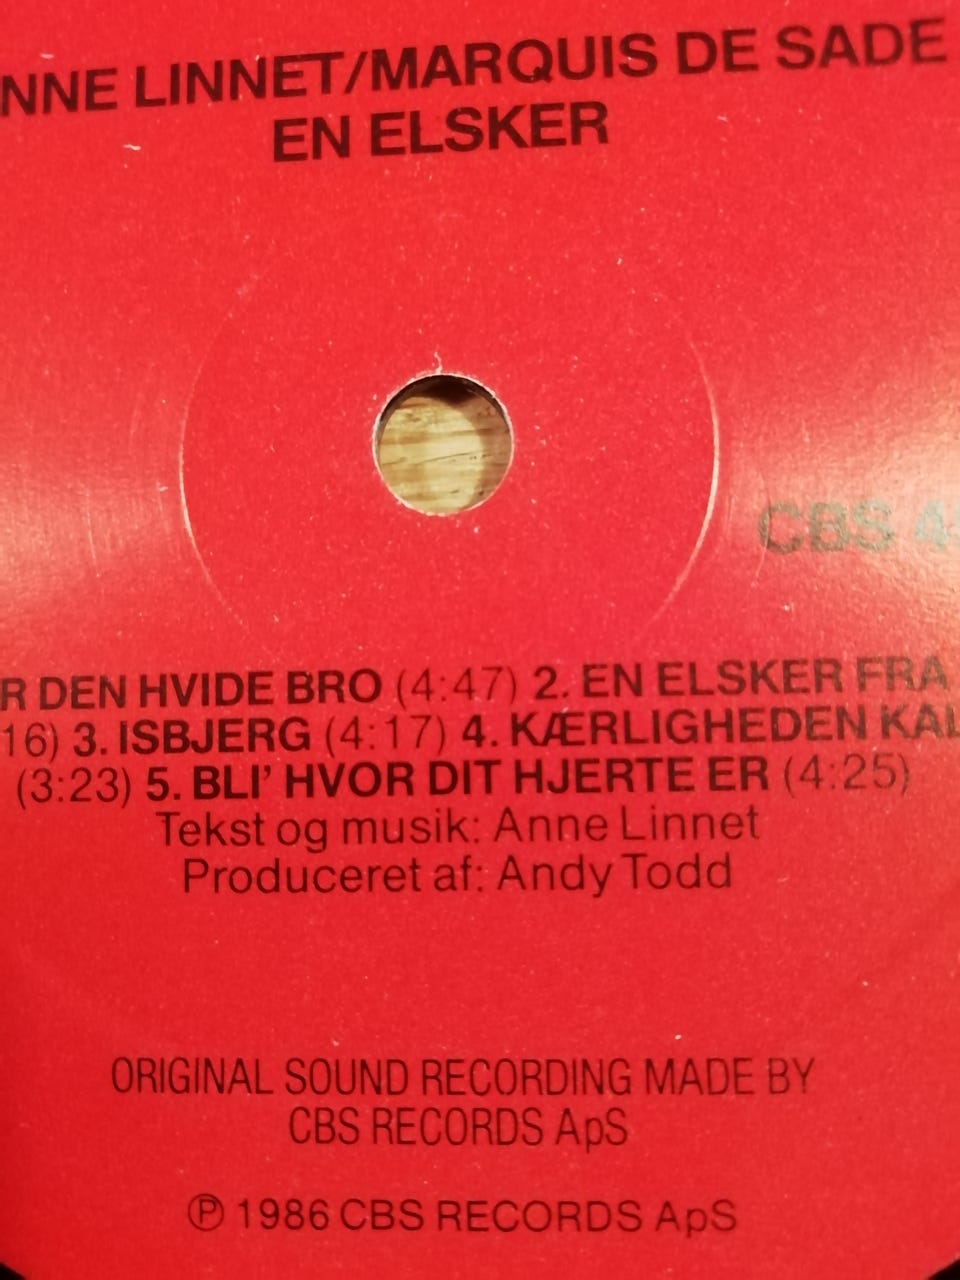 NNE LINNET/MARQUIS DE SADE
EN ELSKER
CBS 4
R DEN HVIDE BRO (4:47) 2. EN ELSKER FRA
16) 3. ISBJERG (4:17) 4. KÆRLIGHEDEN KAL
(3:23) 5. BLI' HVOR DIT HJERTE ER (4:25)
Tekst og musik: Anne Linnet
Produceret af: Andy Todd
ORIGINAL SOUND RECORDING MADE BY
CBS RECORDS ApS
Ⓟ 1986 CBS RECORDS ApS